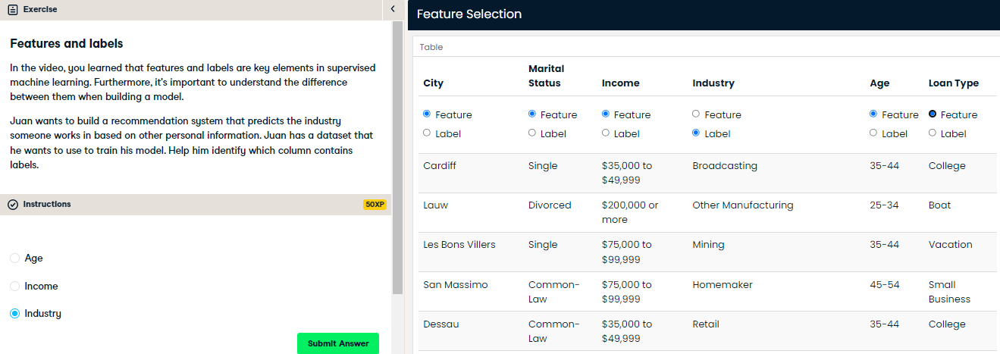 Exercise
Features and labels
In the video, you learned that features and labels are key elements in supervised
machine learning. Furthermore, it's important to understand the difference
between them when building a model.
Juan wants to build a recommendation system that predicts the industry
someone works in based on other personal information. Juan has a dataset that
he wants to use to train his model. Help him identify which column contains
labels.
Instructions
50XP
Age
Income
Industry
Submit Answer
Feature Selection
Table
City Marital Status Income Industry Age Loan Type
Feature Feature Feature Feature Feature Feature
Label Label Label Label Label Label
Cardiff Single $35,000 to $49,999 Broadcasting 35-44 College
Lauw Divorced $200,000 or more Other Manufacturing 25-34 Boat
Les Bons Villers Single $75,000 to $99,999 Mining 35-44 Vacation
San Massimo Common-Law $75,000 to $99,999 Homemaker 45-54 Small Business
Dessau Common-Law $35,000 to $49,999 Retail 35-44 College